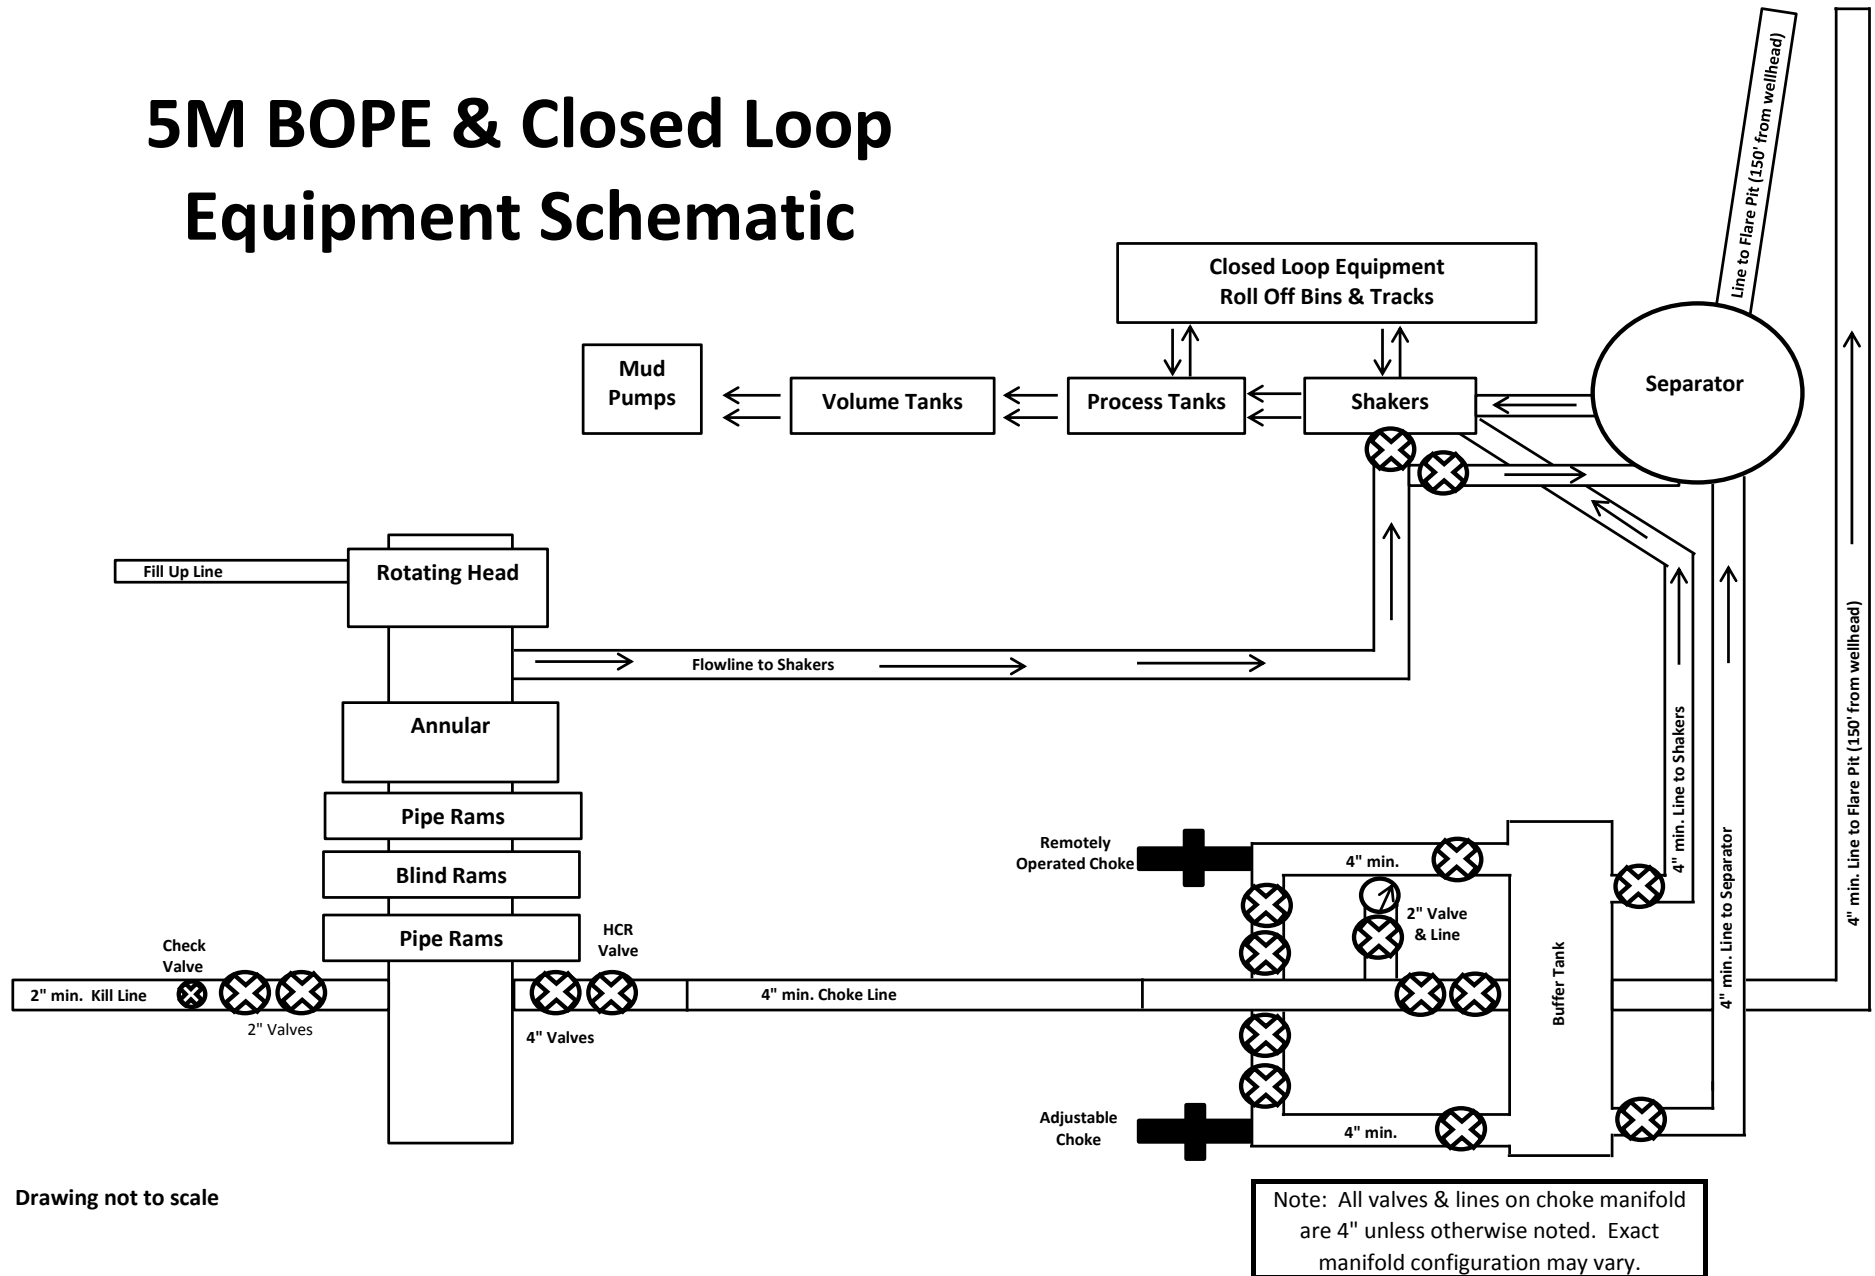 5M BOPE & Closed Loop
Equipment Schematic
Line to Flare Pit (150' from wellhead)
Closed Loop Equipment
Roll Off Bins & Tracks
Mud
Pumps
Volume Tanks
Process Tanks
Shakers
Separator
Fill Up Line
Rotating Head
Flowline to Shakers
Annular
Pipe Rams
Blind Rams
Pipe Rams
Check
Valve
HCR
Valve
2" min.  Kill Line
2" Valves
4" Valves
4" min. Choke Line
Remotely
Operated Choke
4" min.
2" Valve
& Line
Buffer Tank
4" min. Line to Shakers
4" min. Line to Separator
4" min. Line to Flare Pit (150' from wellhead)
Adjustable
Choke
4" min.
Drawing not to scale
Note:  All valves & lines on choke manifold
are 4" unless otherwise noted.  Exact
manifold configuration may vary.